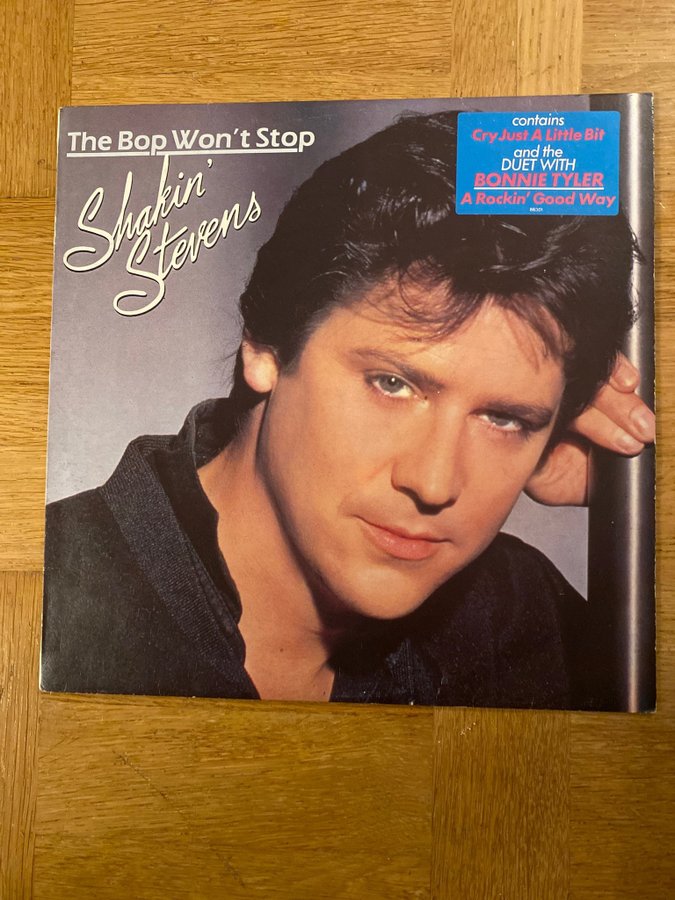 The Bop Won't Stop
Shakin'
Stevens
contains
Cry Just A Little Bit
and the
DUET WITH
BONNIE TYLER
A Rockin' Good Way